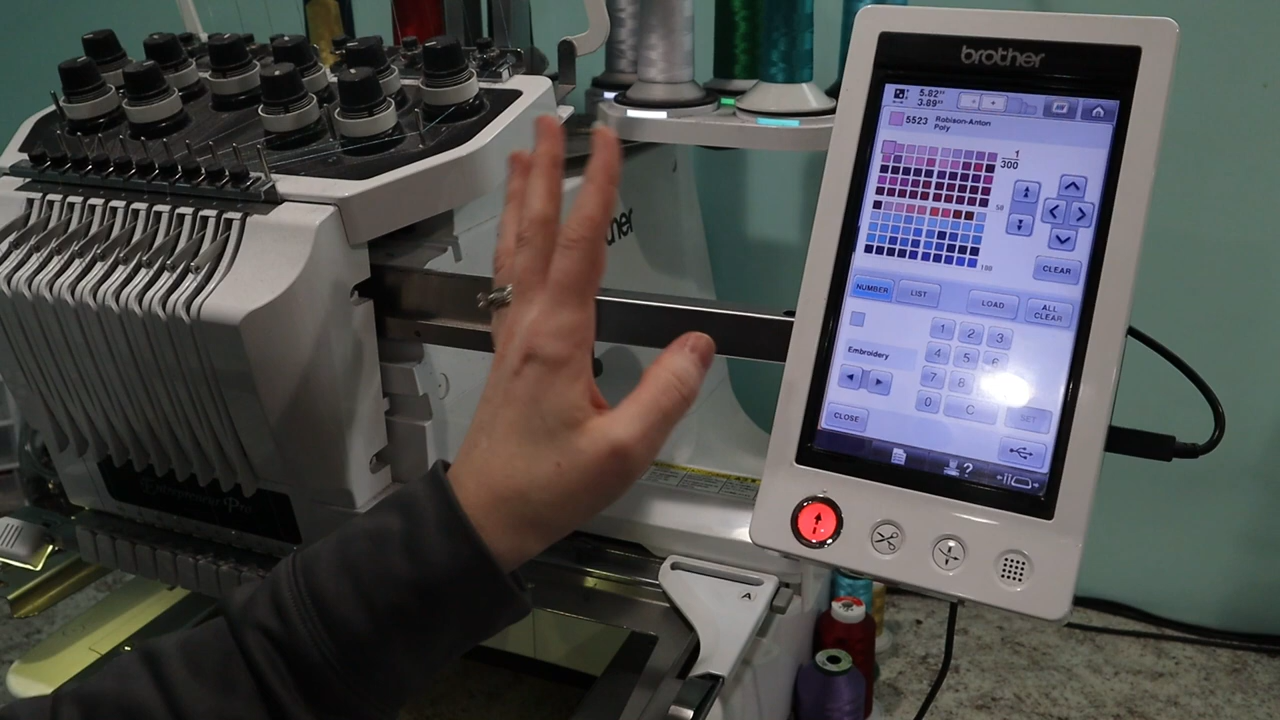 brother
5.82"
3.89"
5523 Robison-Anton
Poly
1
300
50
100
CLEAR
NUMBER
LIST
LOAD
ALL
CLEAR
1 2 3
4 5 6
7 8
0 C
SET
Embroidery
CLOSE
?
A